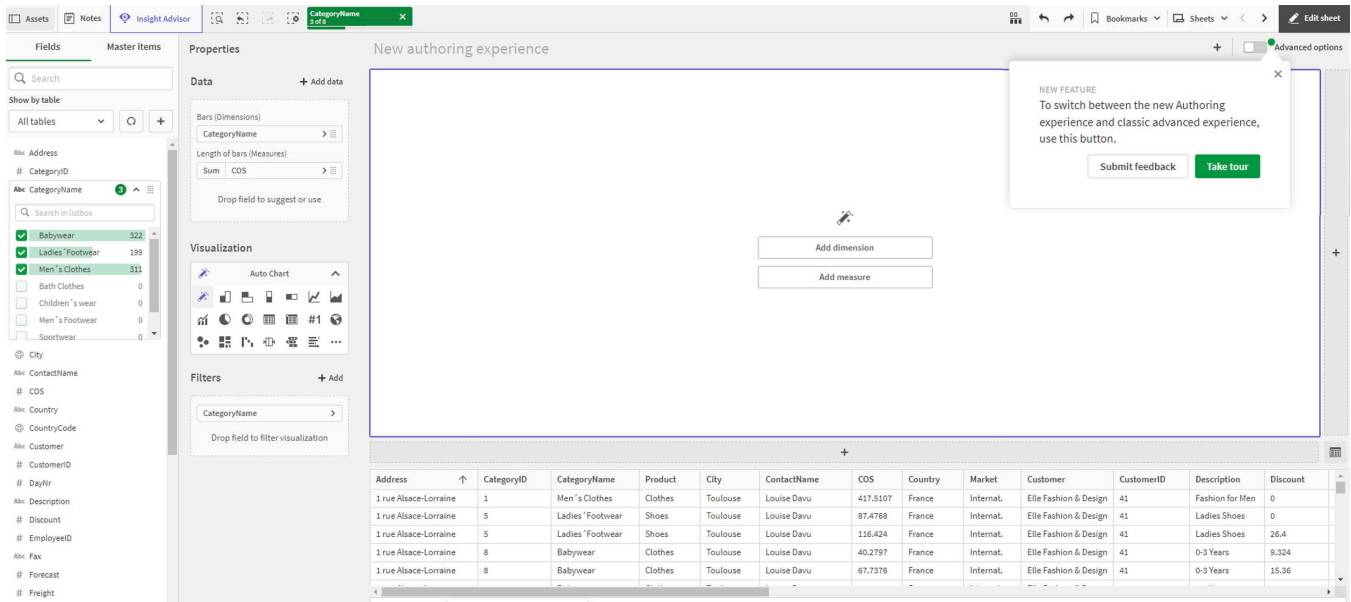 Assets Notes Insight Advisor CategoryName Bookmarks Sheets Edit sheet
3 of 8
Fields Master items
Search
Show by table
All tables
Abc Address
# CategoryID
Abc CategoryName 3
Search in listbox
Babywear 322
Ladies´Footwear 199
Men´s Clothes 311
Bath Clothes 0
Children´s wear 0
Men´s Footwear 0
Sportwear 0
City
Abc ContactName
# COS
Abc Country
CountryCode
Abc Customer
# CustomerID
# DayNr
Abc Description
# Discount
# EmployeeID
Abc Fax
# Forecast
# Freight
Properties
Data + Add data
Bars (Dimensions)
CategoryName
Length of bars (Measures)
Sum COS
Drop field to suggest or use
Visualization
Auto Chart
#1
Filters + Add
CategoryName
Drop field to filter visualization
New authoring experience
+ Advanced options
NEW FEATURE
To switch between the new Authoring
experience and classic advanced experience,
use this button.
Submit feedback Take tour
Add dimension
Add measure
Address CategoryID CategoryName Product City ContactName COS Country Market Customer CustomerID Description Discount
1 rue Alsace-Lorraine 1 Men´s Clothes Clothes Toulouse Louise Davu 417.5107 France Internat. Elle Fashion & Design 41 Fashion for Men 0
1 rue Alsace-Lorraine 5 Ladies´Footwear Shoes Toulouse Louise Davu 87.4768 France Internat. Elle Fashion & Design 41 Ladies Shoes 0
1 rue Alsace-Lorraine 5 Ladies´Footwear Shoes Toulouse Louise Davu 116.424 France Internat. Elle Fashion & Design 41 Ladies Shoes 26.4
1 rue Alsace-Lorraine 8 Babywear Clothes Toulouse Louise Davu 40.2797 France Internat. Elle Fashion & Design 41 0-3 Years 9.324
1 rue Alsace-Lorraine 8 Babywear Clothes Toulouse Louise Davu 67.7376 France Internat. Elle Fashion & Design 41 0-3 Years 15.36